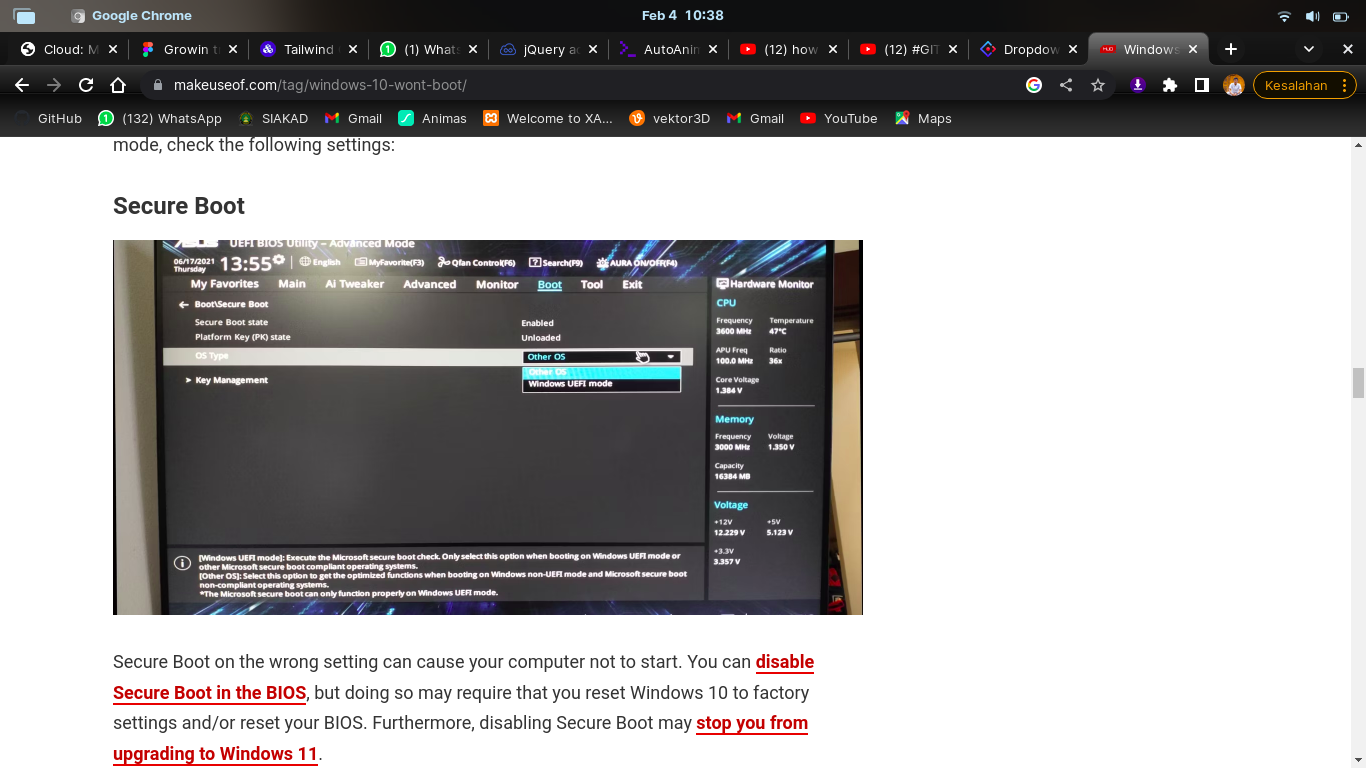 Google Chrome
Feb 4 10:38
Cloud: M
Growin t
Tailwind
(1) Whats
jQuery a
AutoAnin
(12) how
(12) #GIT
Dropdow
Windows
makeuseof.com/tag/windows-10-wont-boot/
Kesalahan
GitHub
(132) WhatsApp
SIAKAD
Gmail
Animas
Welcome to XA...
vektor3D
Gmail
YouTube
Maps
mode, check the following settings:
Secure Boot
UEFI BIOS Utility – Advanced Mode
06/17/2021
Thursday
13:55
English
MyFavorite(F3)
Qfan Control(F6)
Search(F9)
AURA ON/OFF(F4)
My Favorites Main Ai Tweaker Advanced Monitor Boot Tool Exit
Boot\Secure Boot
Secure Boot state Enabled
Platform Key (PK) state Unloaded
OS Type Other OS
Other OS
Windows UEFI mode
Key Management
[Windows UEFI mode]: Execute the Microsoft secure boot check. Only select this option when booting on Windows UEFI mode or
other Microsoft secure boot compliant operating systems.
[Other OS]: Select this option to get the optimized functions when booting on Windows non-UEFI mode and Microsoft secure boot
non-compliant operating systems.
*The Microsoft secure boot can only function properly on Windows UEFI mode.
Hardware Monitor
CPU
Frequency Temperature
3600 MHz 47°C
APU Freq Ratio
100.0 MHz 36x
Core Voltage
1.384 V
Memory
Frequency Voltage
3000 MHz 1.350 V
Capacity
16384 MB
Voltage
+12V +5V
12.229 V 5.123 V
+3.3V
3.357 V
Secure Boot on the wrong setting can cause your computer not to start. You can disable
Secure Boot in the BIOS, but doing so may require that you reset Windows 10 to factory
settings and/or reset your BIOS. Furthermore, disabling Secure Boot may stop you from
upgrading to Windows 11.